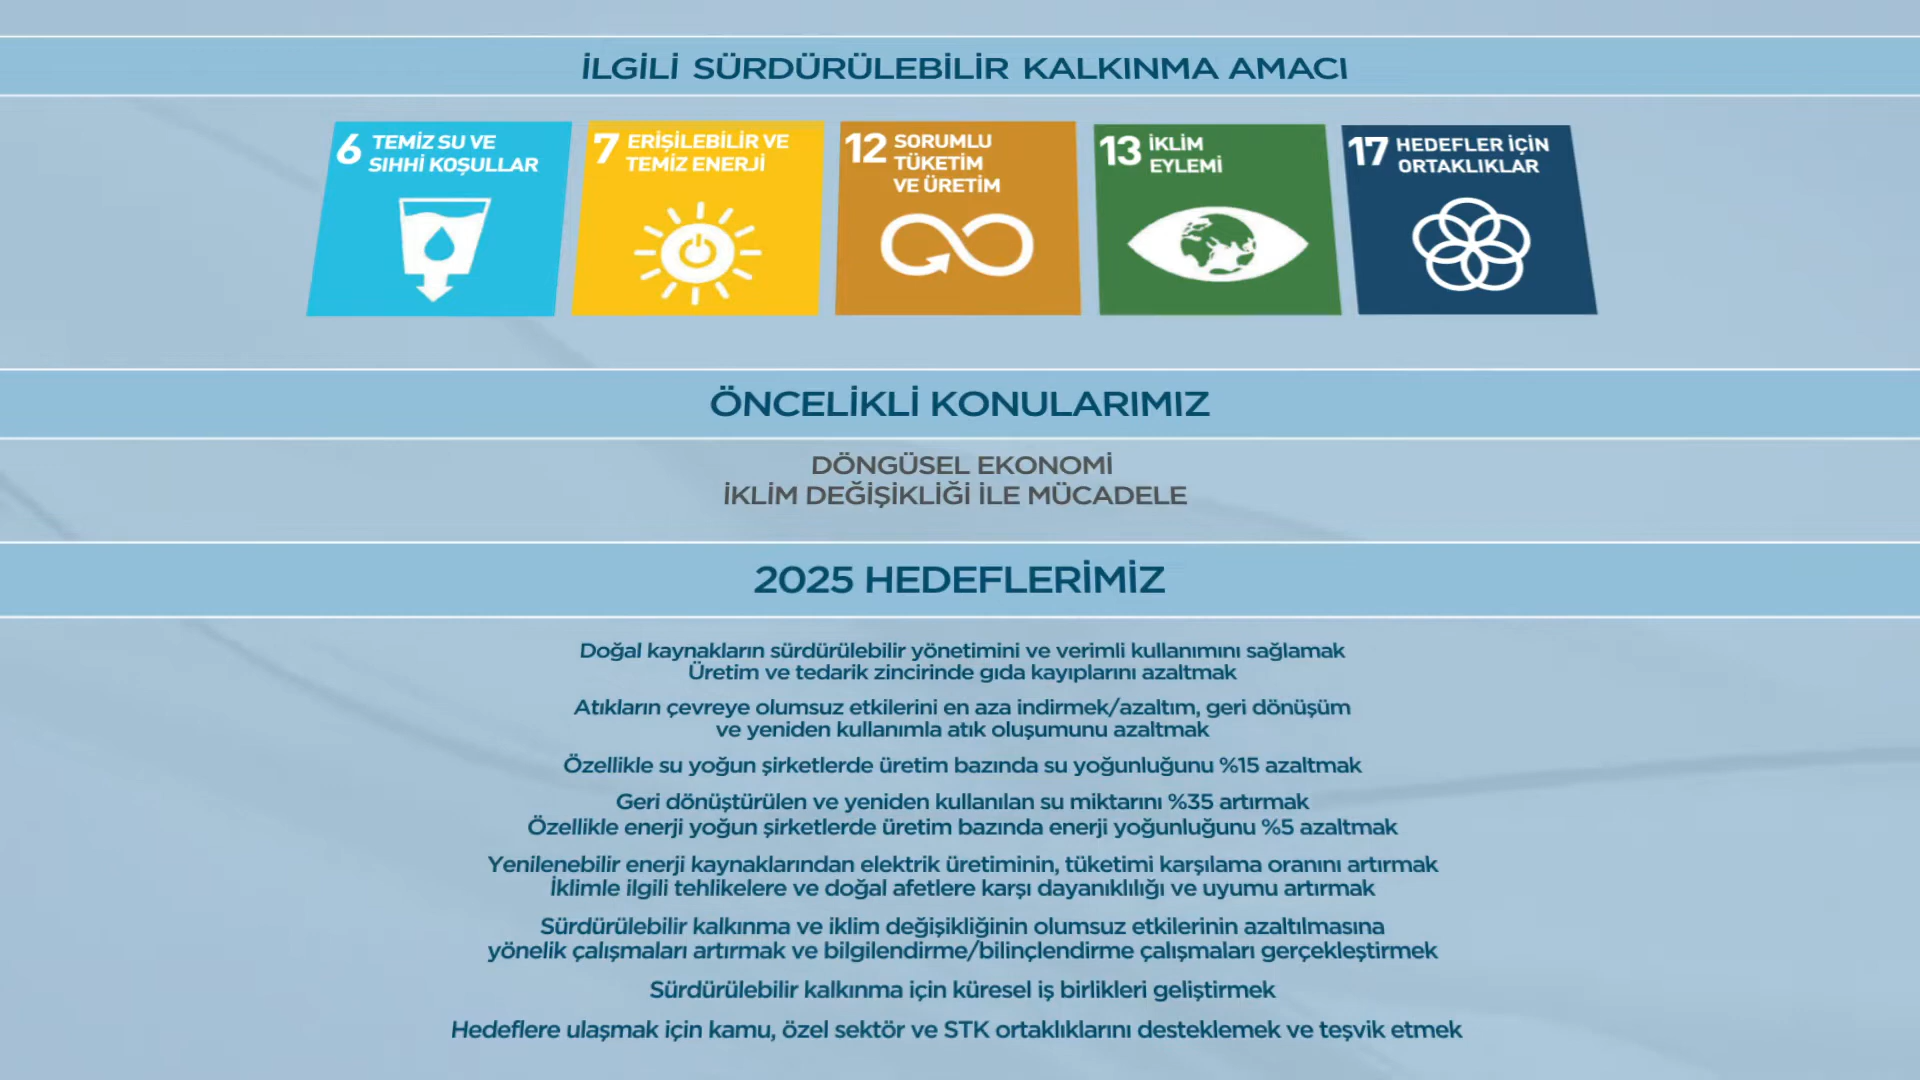 İLGİLİ SÜRDÜRÜLEBİLİR KALKINMA AMACI
6 TEMİZ SU VE
SIHHİ KOŞULLAR
7 ERİŞİLEBİLİR VE
TEMİZ ENERJİ
12 SORUMLU
TÜKETİM
VE ÜRETİM
13 İKLİM
EYLEMİ
17 HEDEFLER İÇİN
ORTAKLIKLAR
ÖNCELİKLİ KONULARIMIZ
DÖNGÜSEL EKONOMİ
İKLİM DEĞİŞİKLİĞİ İLE MÜCADELE
2025 HEDEFLERİMİZ
Doğal kaynakların sürdürülebilir yönetimini ve verimli kullanımını sağlamak
Üretim ve tedarik zincirinde gıda kayıplarını azaltmak
Atıkların çevreye olumsuz etkilerini en aza indirmek/azaltım, geri dönüşüm
ve yeniden kullanımla atık oluşumunu azaltmak
Özellikle su yoğun şirketlerde üretim bazında su yoğunluğunu %15 azaltmak
Geri dönüştürülen ve yeniden kullanılan su miktarını %35 artırmak
Özellikle enerji yoğun şirketlerde üretim bazında enerji yoğunluğunu %5 azaltmak
Yenilenebilir enerji kaynaklarından elektrik üretiminin, tüketimi karşılama oranını artırmak
İklimle ilgili tehlikelere ve doğal afetlere karşı dayanıklılığı ve uyumu artırmak
Sürdürülebilir kalkınma ve iklim değişikliğinin olumsuz etkilerinin azaltılmasına
yönelik çalışmaları artırmak ve bilgilendirme/bilinçlendirme çalışmaları gerçekleştirmek
Sürdürülebilir kalkınma için küresel iş birlikleri geliştirmek
Hedeflere ulaşmak için kamu, özel sektör ve STK ortaklıklarını desteklemek ve teşvik etmek